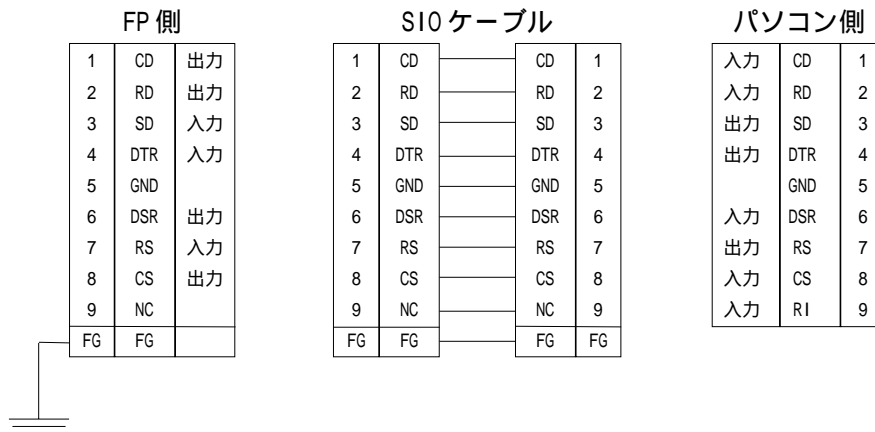 FP側 SIOケーブル パソコン側
1 CD 出力 1 CD CD 1 入力 CD 1
2 RD 出力 2 RD RD 2 入力 RD 2
3 SD 入力 3 SD SD 3 出力 SD 3
4 DTR 入力 4 DTR DTR 4 出力 DTR 4
5 GND 5 GND GND 5 GND 5
6 DSR 出力 6 DSR DSR 6 入力 DSR 6
7 RS 入力 7 RS RS 7 出力 RS 7
8 CS 出力 8 CS CS 8 入力 CS 8
9 NC 9 NC NC 9 入力 RI 9
FG FG FG FG FG FG